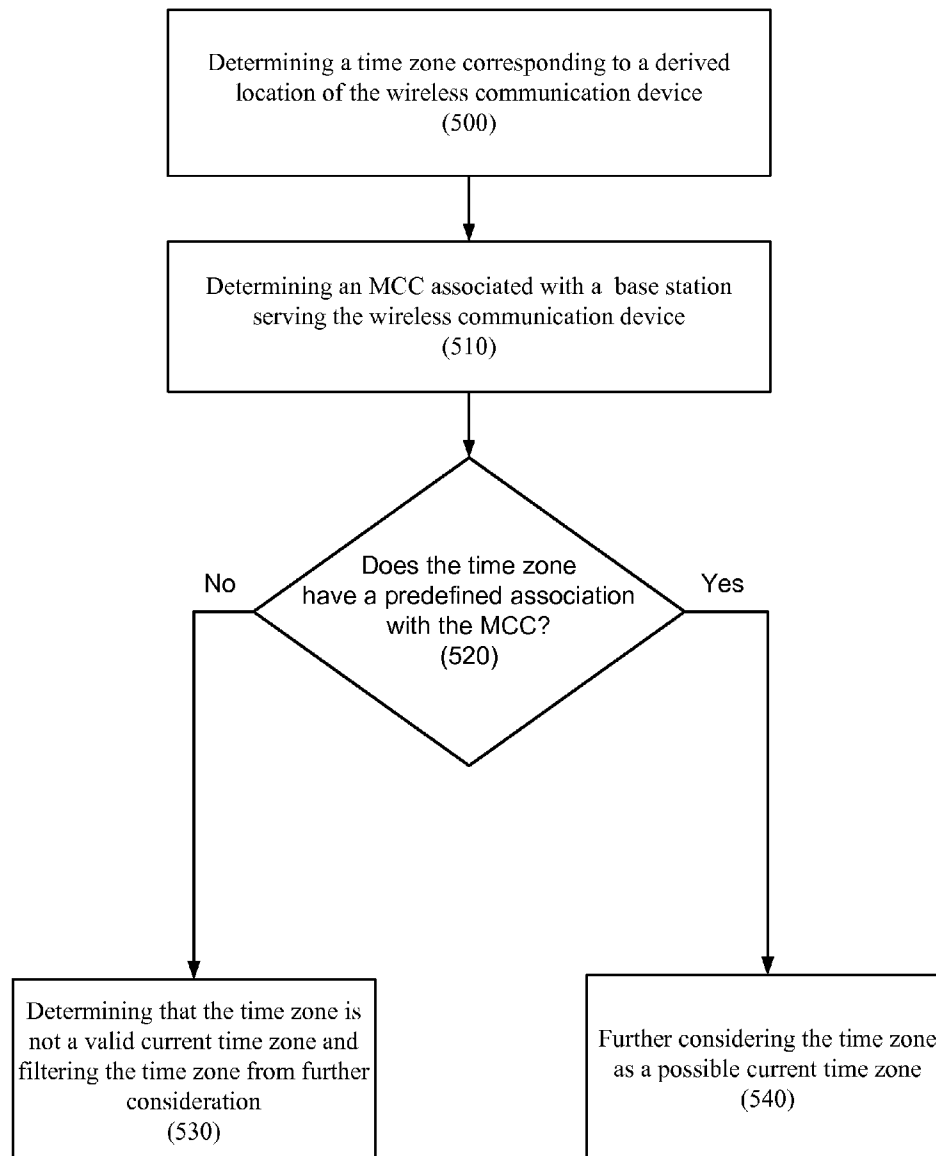 Determining a time zone corresponding to a derived
location of the wireless communication device
(500)
Determining an MCC associated with a base station
serving the wireless communication device
(510)
Does the time zone
have a predefined association
with the MCC?
(520)
No
Yes
Determining that the time zone is
not a valid current time zone and
filtering the time zone from further
consideration
(530)
Further considering the time zone
as a possible current time zone
(540)